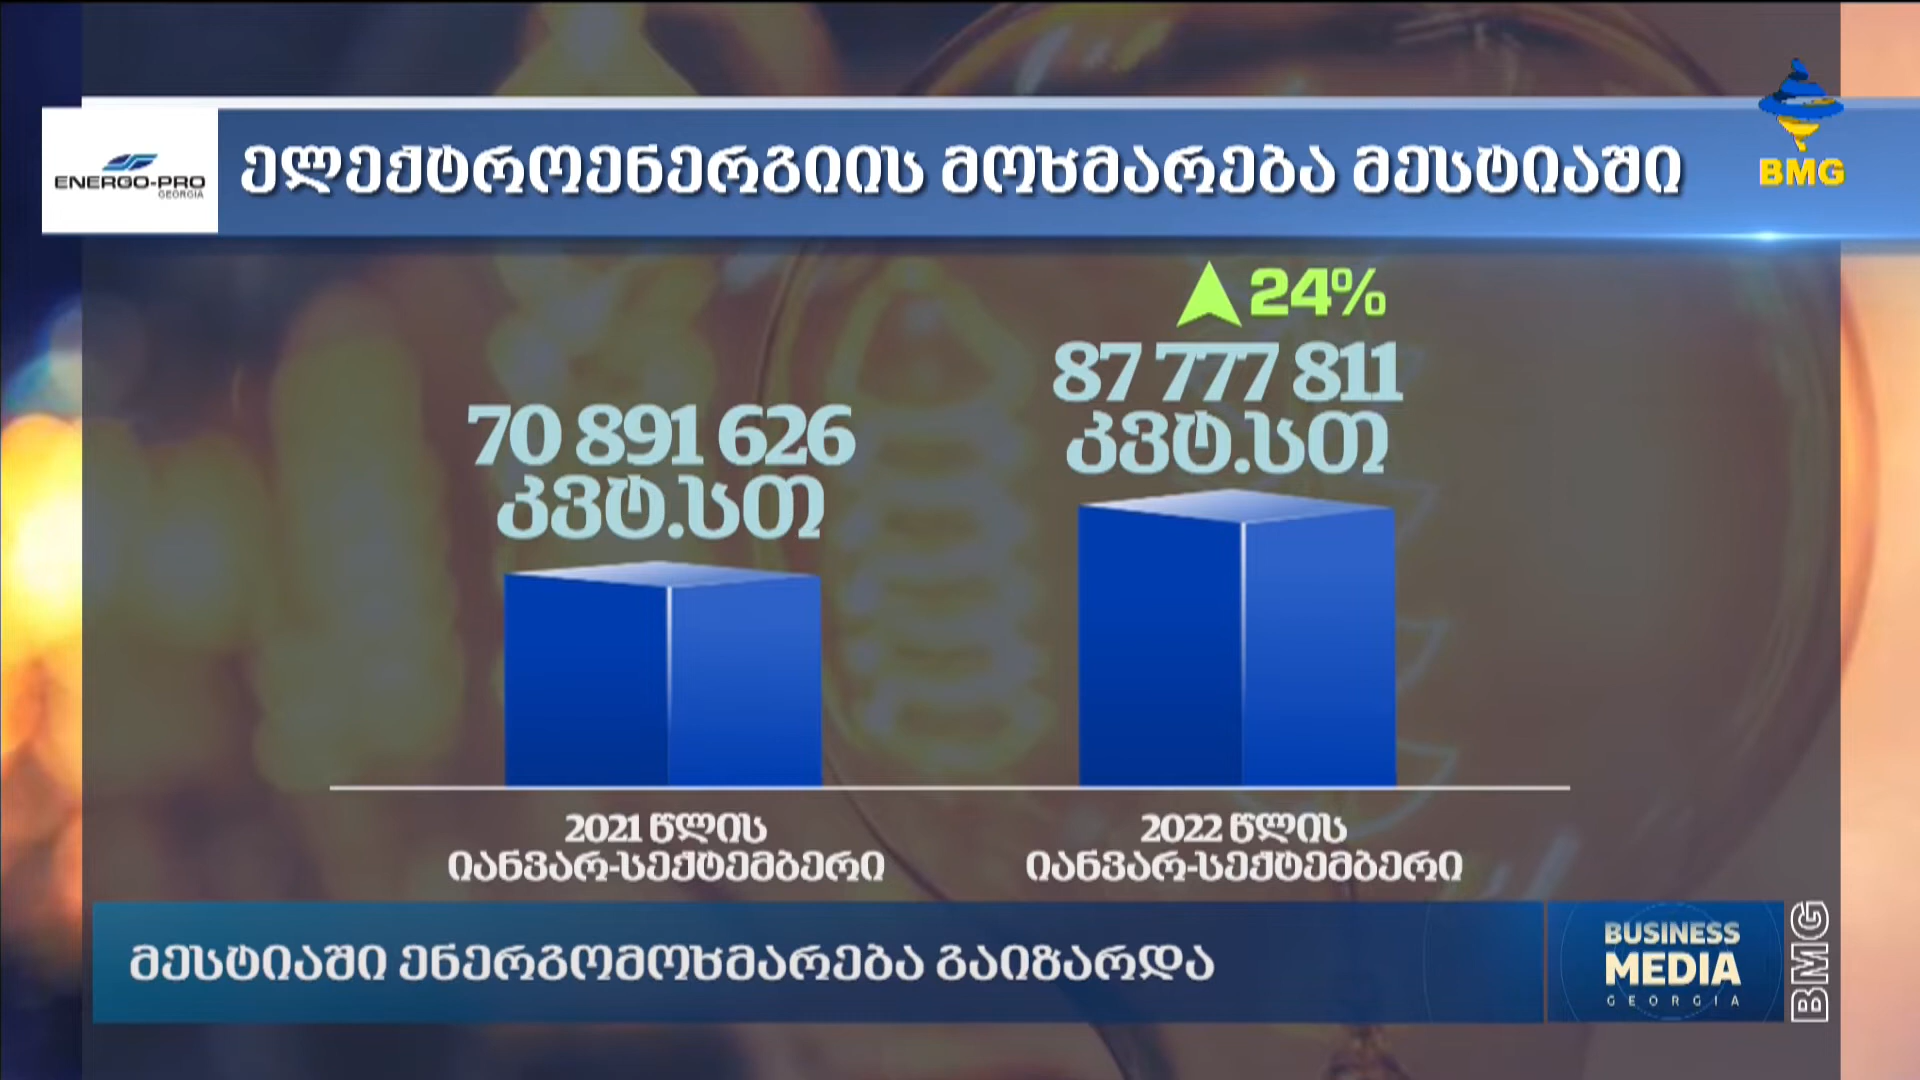 ENERGO-PRO
GEORGIA
ელექტროენერგიის მოხმარება მესტიაში
BMG
24%
87 777 811
კვტ.სთ
70 891 626
კვტ.სთ
2021 წლის
იანვარ-სექტემბერი
2022 წლის
იანვარ-სექტემბერი
მესტიაში ენერგომოხმარება გაიზარდა
BUSINESS
MEDIA
GEORGIA
BMG